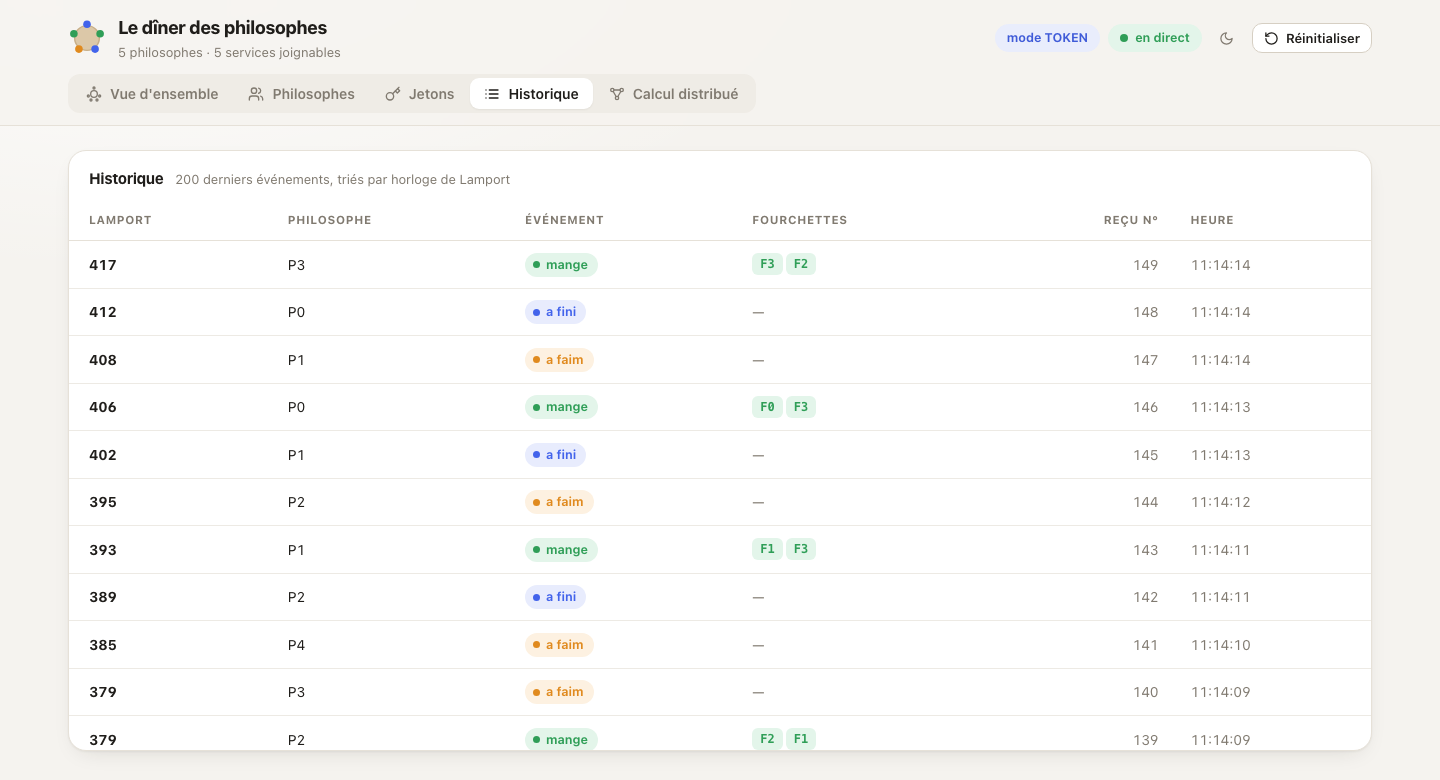 Le dîner des philosophes
5 philosophes · 5 services joignables
mode TOKEN
en direct
Réinitialiser
Vue d'ensemble
Philosophes
Jetons
Historique
Calcul distribué
Historique 200 derniers événements, triés par horloge de Lamport
LAMPORT PHILOSOPHE ÉVÉNEMENT FOURCHETTES REÇU Nº HEURE
417 P3 mange F3 F2 149 11:14:14
412 P0 a fini — 148 11:14:14
408 P1 a faim — 147 11:14:14
406 P0 mange F0 F3 146 11:14:13
402 P1 a fini — 145 11:14:13
395 P2 a faim — 144 11:14:12
393 P1 mange F1 F3 143 11:14:11
389 P2 a fini — 142 11:14:11
385 P4 a faim — 141 11:14:10
379 P3 a faim — 140 11:14:09
379 P2 mange F2 F1 139 11:14:09